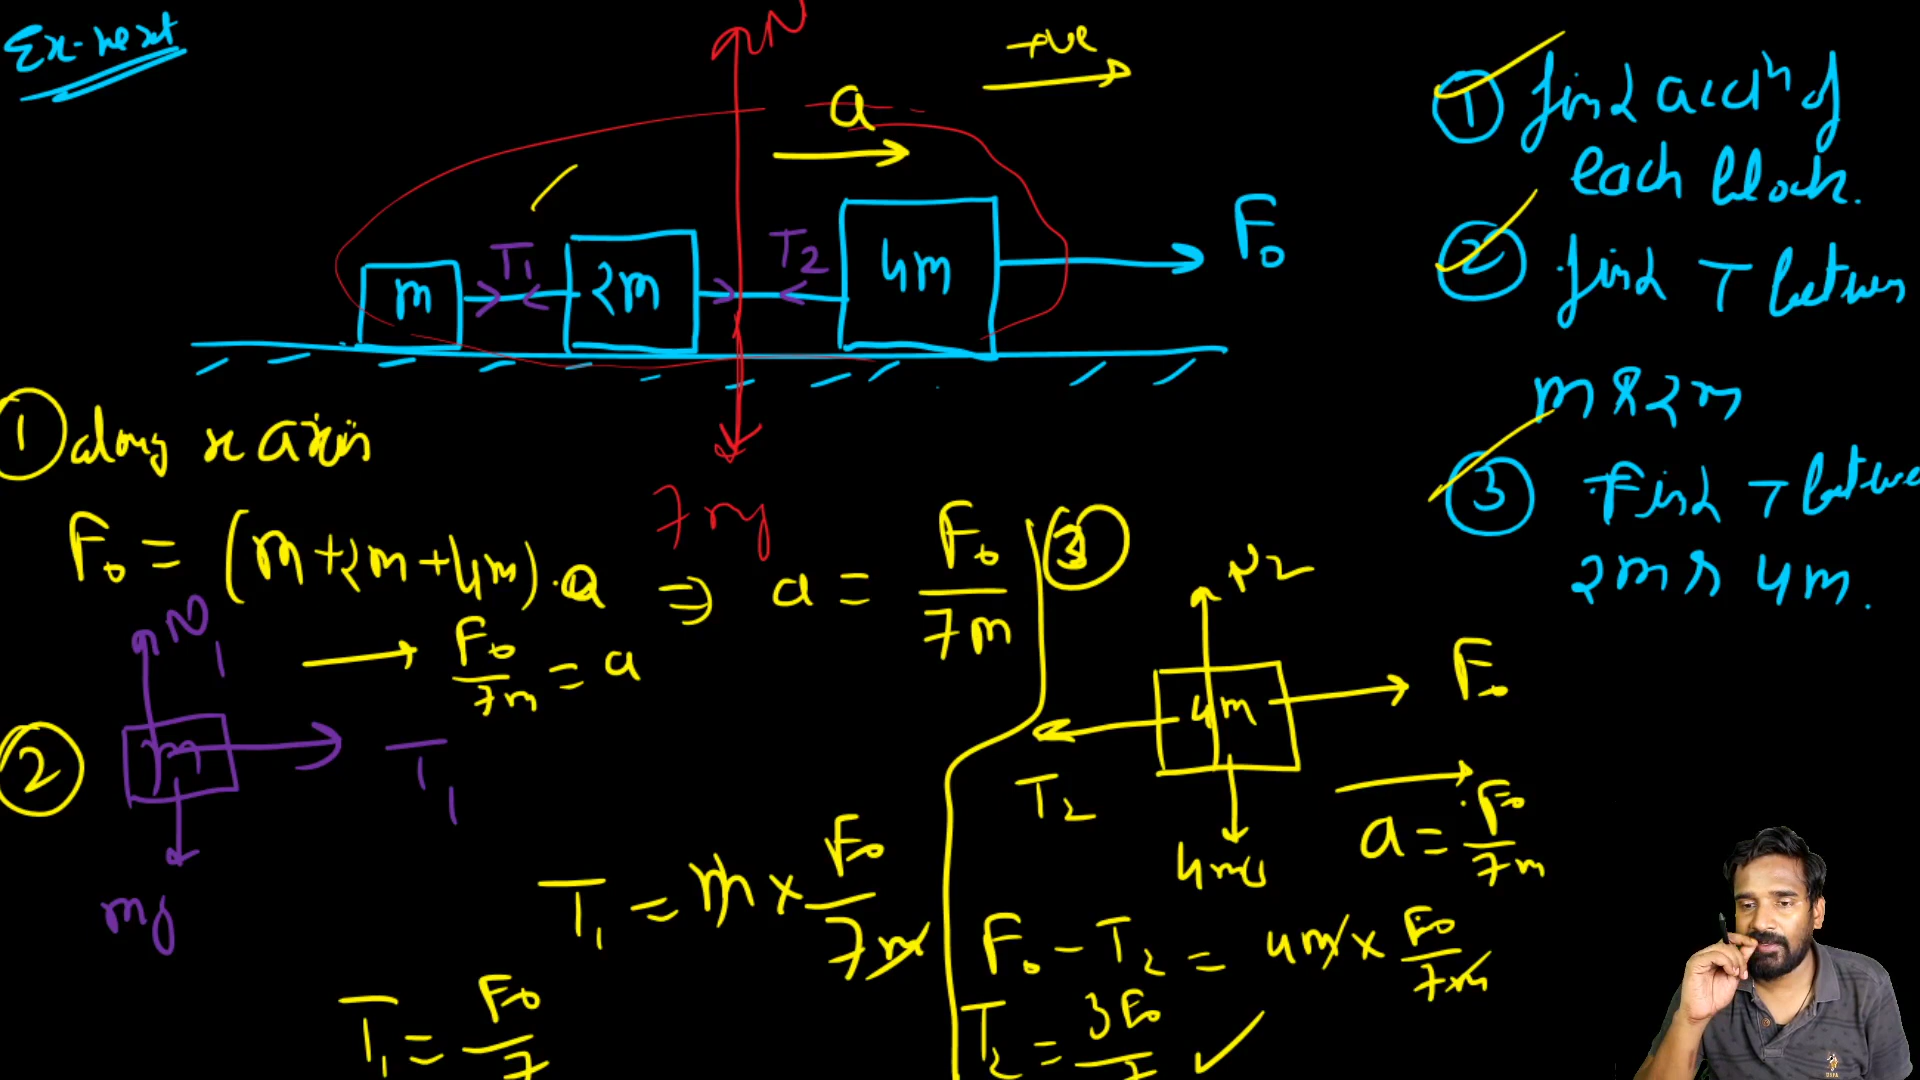 Ex-next
N
+ve
a
m
T1
2m
T2
4m
F0
7mg
① find accln of
each block.
② find T between
m & 2m
③ Find T between
2m & 4m.
① along x axis
F0 = (m+2m+4m).a ⇒ a = F0/7m
→ F0/7m = a
②
N1
m
T1
mg
T1 = m × F0/7m
T1 = F0/7
③
N2
4m
F0
T2
4mg
a = F0/7m
F0 - T2 = 4m × F0/7m
T2 = 3F0/7 ✓